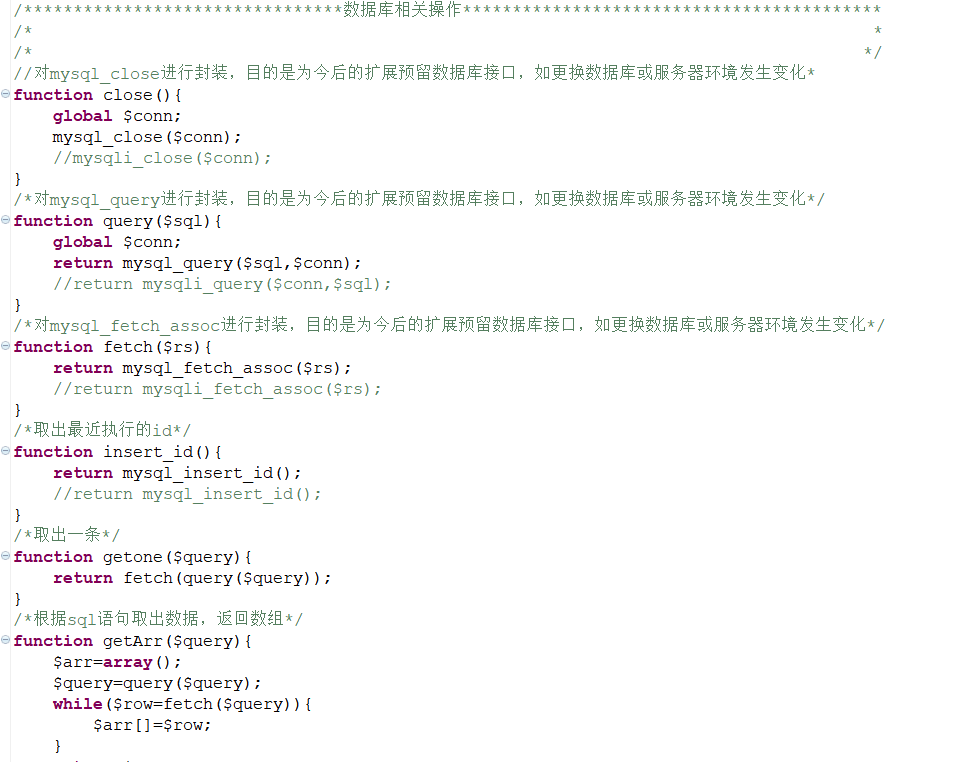 /********************************数据库相关操作******************************************
/*                                                                                    *
/*                                                                                   */
//对mysql_close进行封装，目的是为今后的扩展预留数据库接口，如更换数据库或服务器环境发生变化*
function close(){
    global $conn;
    mysql_close($conn);
    //mysqli_close($conn);
}
/*对mysql_query进行封装，目的是为今后的扩展预留数据库接口，如更换数据库或服务器环境发生变化*/
function query($sql){
    global $conn;
    return mysql_query($sql,$conn);
    //return mysqli_query($conn,$sql);
}
/*对mysql_fetch_assoc进行封装，目的是为今后的扩展预留数据库接口，如更换数据库或服务器环境发生变化*/
function fetch($rs){
    return mysql_fetch_assoc($rs);
    //return mysqli_fetch_assoc($rs);
}
/*取出最近执行的id*/
function insert_id(){
    return mysql_insert_id();
    //return mysql_insert_id();
}
/*取出一条*/
function getone($query){
    return fetch(query($query));
}
/*根据sql语句取出数据，返回数组*/
function getArr($query){
    $arr=array();
    $query=query($query);
    while($row=fetch($query)){
        $arr[]=$row;
    }